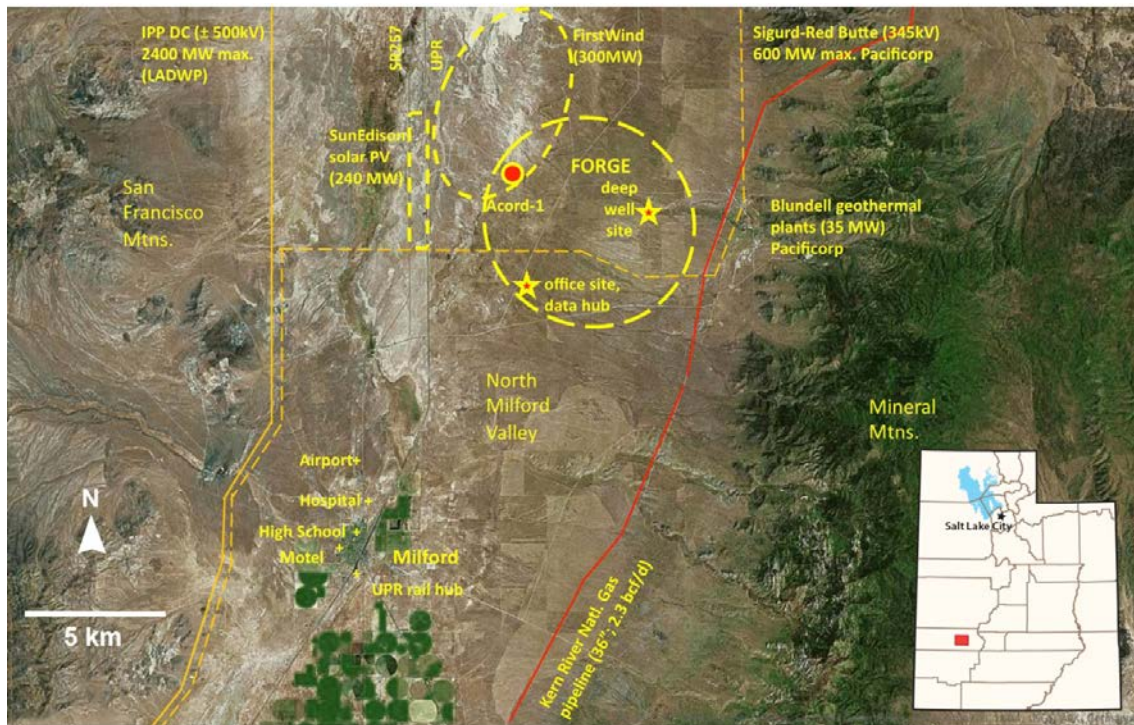 IPP DC (± 500kV)
2400 MW max.
(LADWP)
SR257
UPR
FirstWind
(300MW)
Sigurd-Red Butte (345kV)
600 MW max. Pacificorp
SunEdison
solar PV
(240 MW)
San
Francisco
Mtns.
FORGE
deep
well
site
Acord-1
Blundell geothermal
plants (35 MW)
Pacificorp
office site,
data hub
North
Milford
Valley
Mineral
Mtns.
Airport
Hospital
High School
Motel
Milford
UPR rail hub
N
5 km
Kern River Natl. Gas
pipeline (36"; 2.3 bcf/d)
Salt Lake City